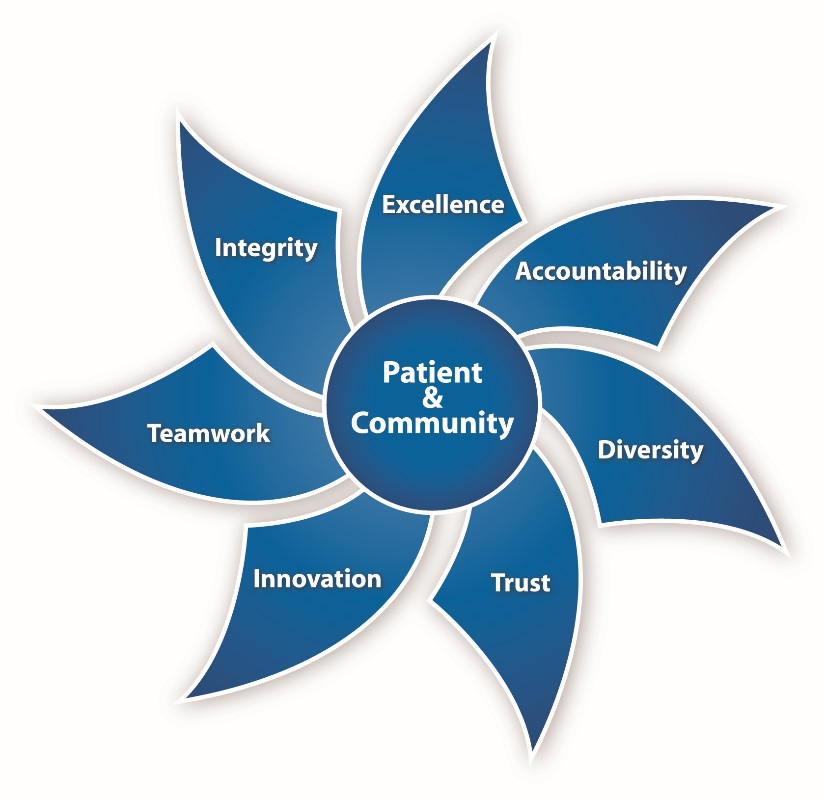 Excellence
Accountability
Diversity
Trust
Innovation
Teamwork
Integrity
Patient
&
Community